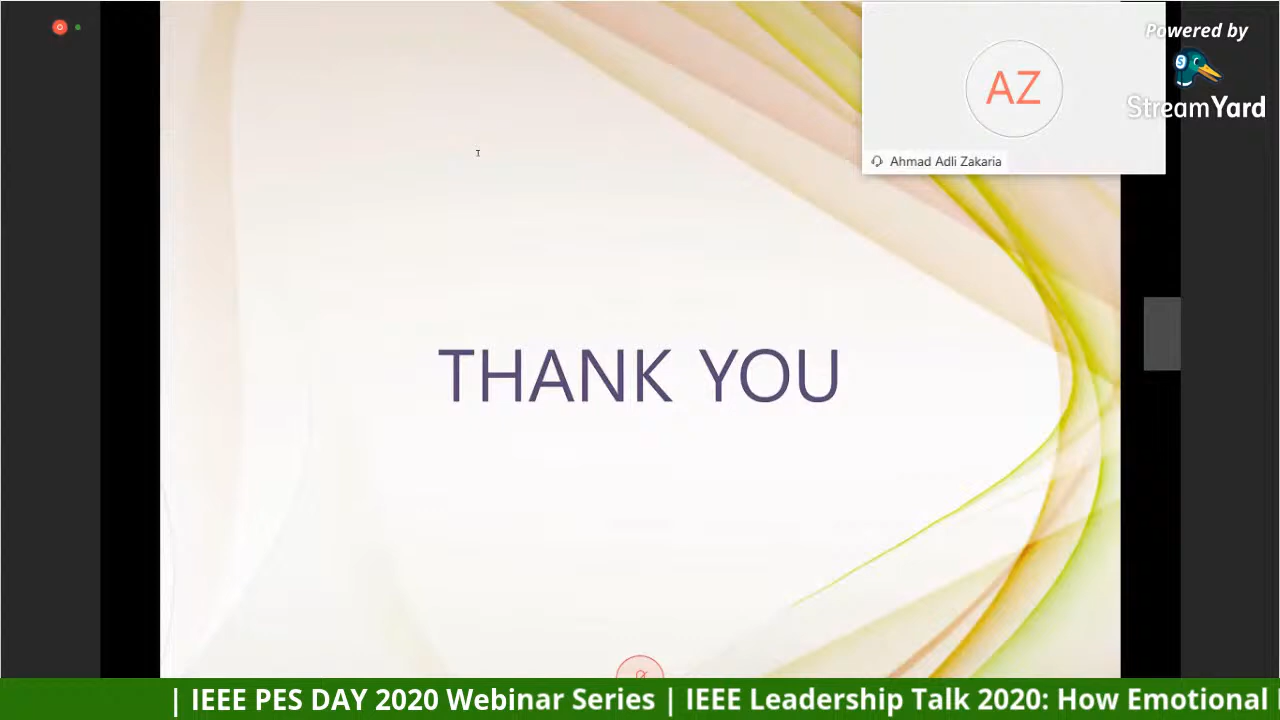 Powered by
StreamYard
AZ
Ahmad Adli Zakaria
THANK YOU
| IEEE PES DAY 2020 Webinar Series | IEEE Leadership Talk 2020: How Emotional